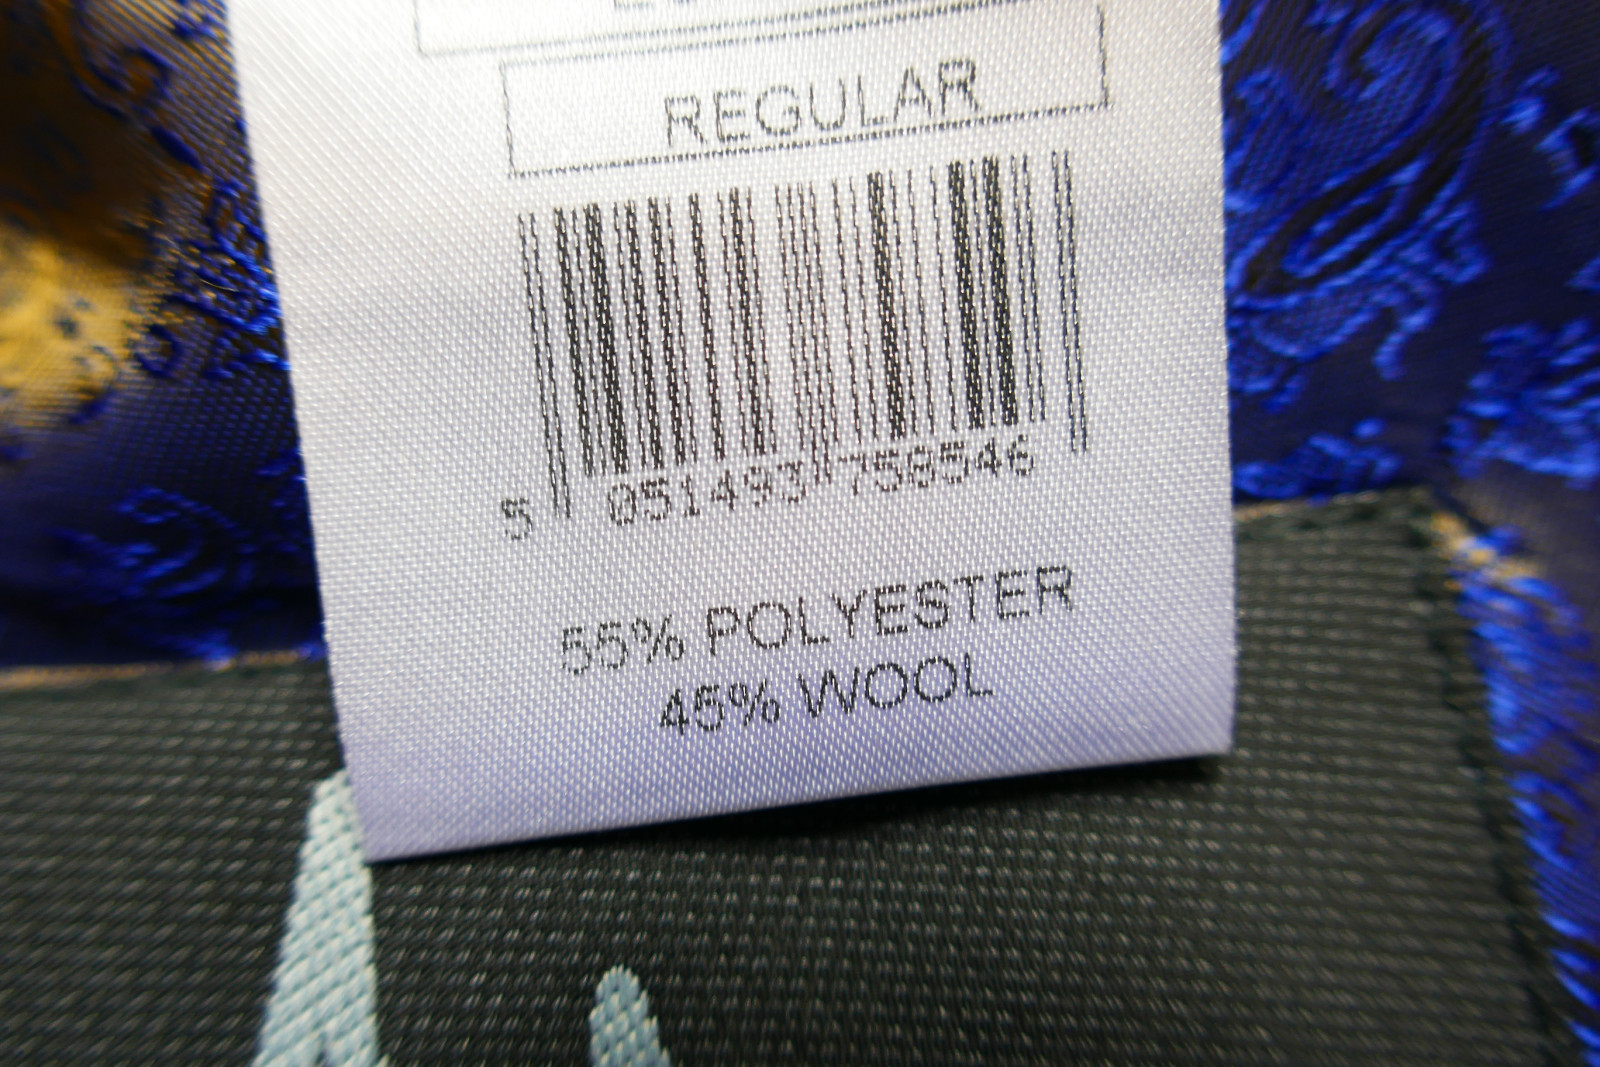 REGULAR
5 051493 758546
55% POLYESTER
45% WOOL